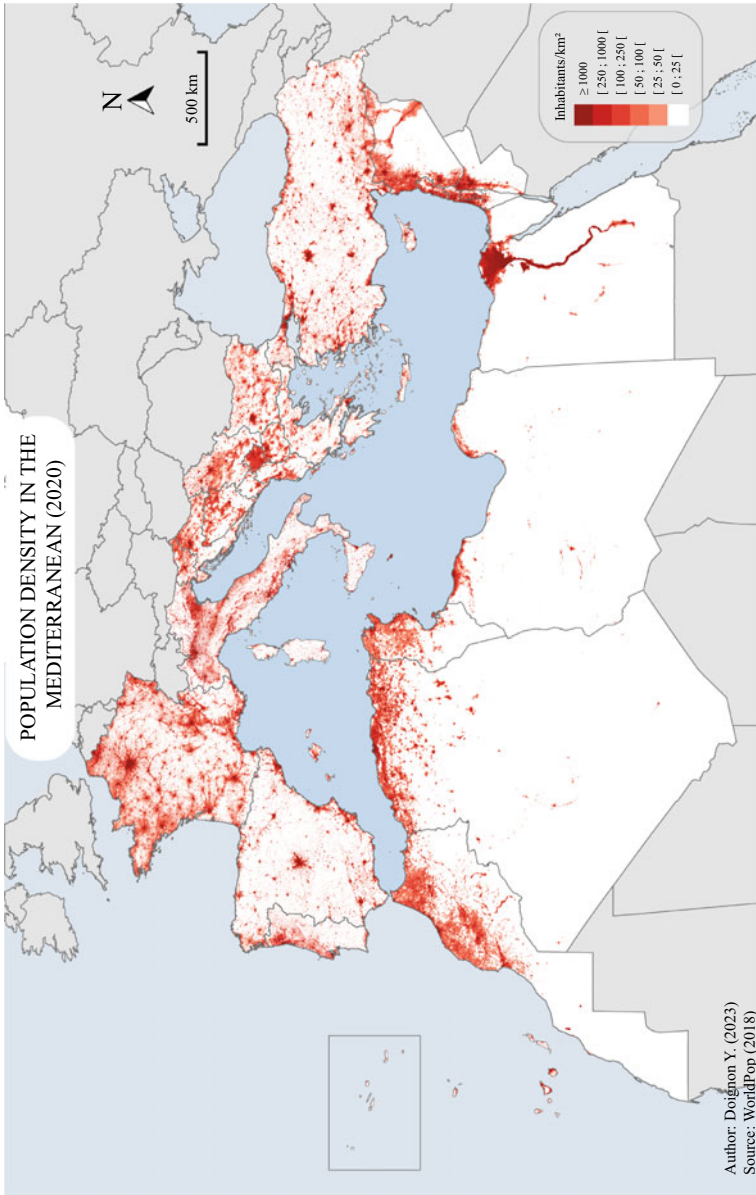 POPULATION DENSITY IN THE
MEDITERRANEAN (2020)
N
500 km
Inhabitants/km²
≥ 1000
[ 250 ; 1000 [
[ 100 ; 250 [
[ 50 ; 100 [
[ 25 ; 50 [
[ 0 ; 25 [
Author: Doignon Y. (2023)
Source: WorldPop (2018)